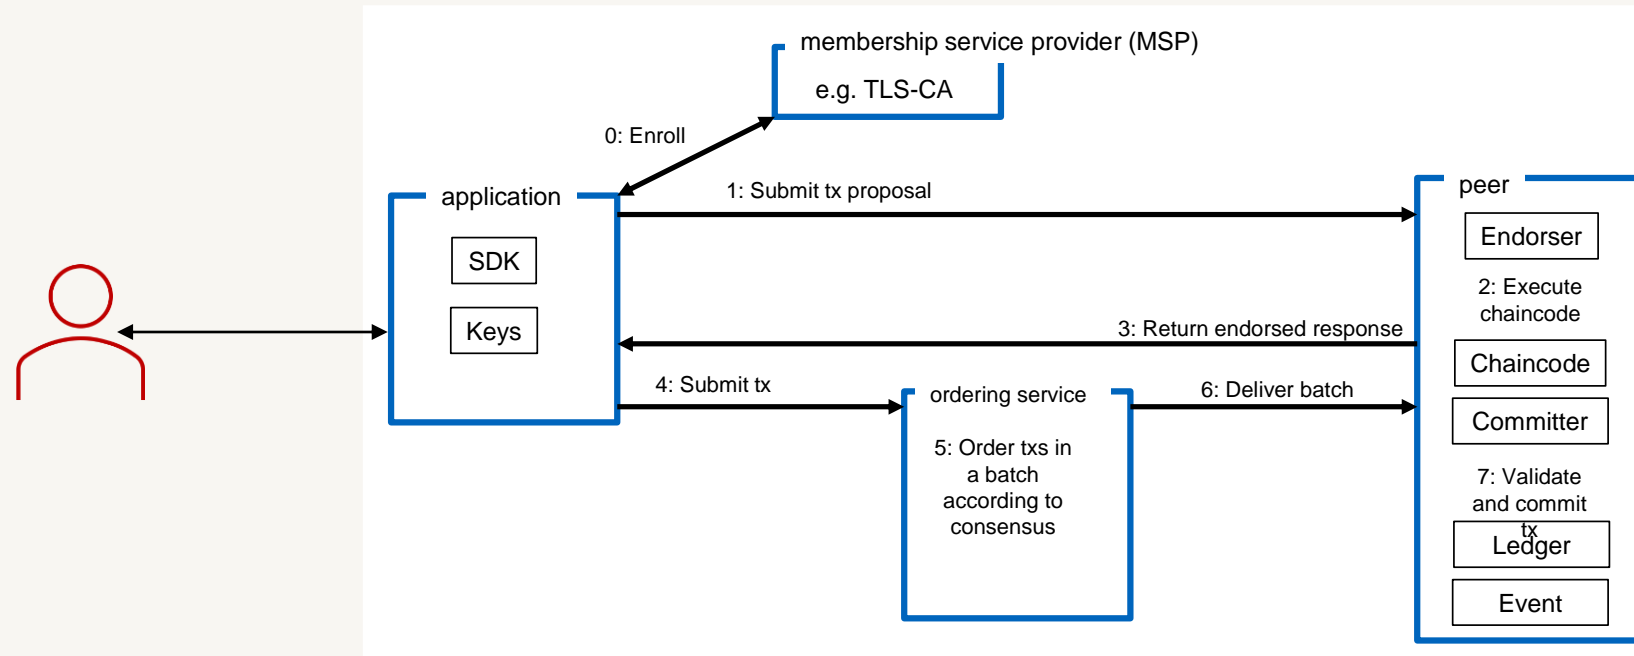 membership service provider (MSP)
e.g. TLS-CA
0: Enroll
1: Submit tx proposal
application
SDK
Keys
peer
Endorser
2: Execute
chaincode
3: Return endorsed response
Chaincode
4: Submit tx
ordering service
5: Order txs in
a batch
according to
consensus
6: Deliver batch
Committer
7: Validate
and commit
tx
Ledger
Event